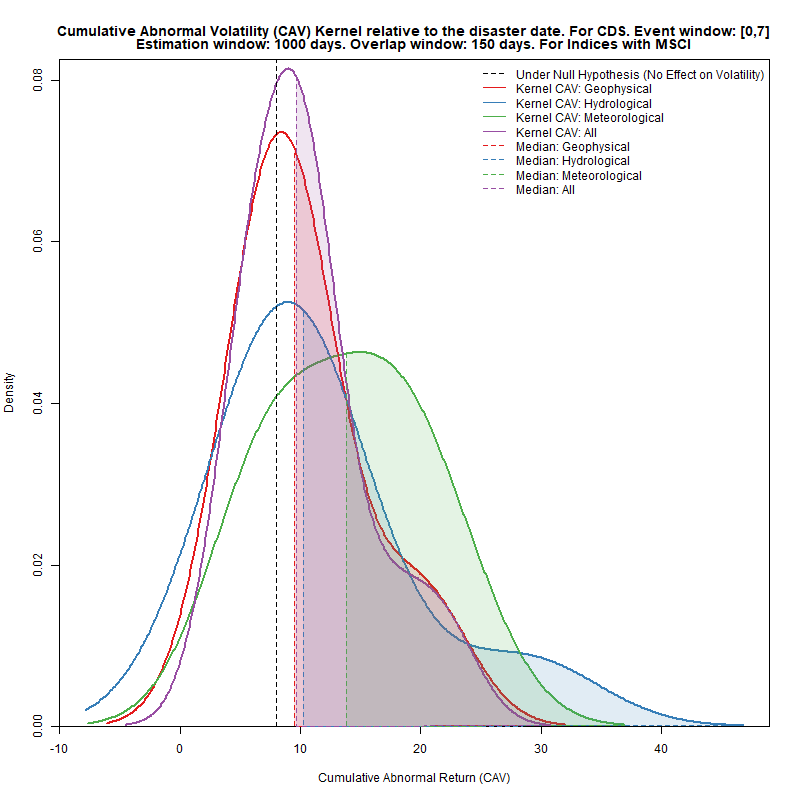 Cumulative Abnormal Volatility (CAV) Kernel relative to the disaster date. For CDS. Event window: [0,7]
Estimation window: 1000 days. Overlap window: 150 days. For Indices with MSCI
Under Null Hypothesis (No Effect on Volatility)
Kernel CAV: Geophysical
Kernel CAV: Hydrological
Kernel CAV: Meteorological
Kernel CAV: All
Median: Geophysical
Median: Hydrological
Median: Meteorological
Median: All
Density
0.08
0.06
0.04
0.02
0.00
-10 0 10 20 30 40
Cumulative Abnormal Return (CAV)